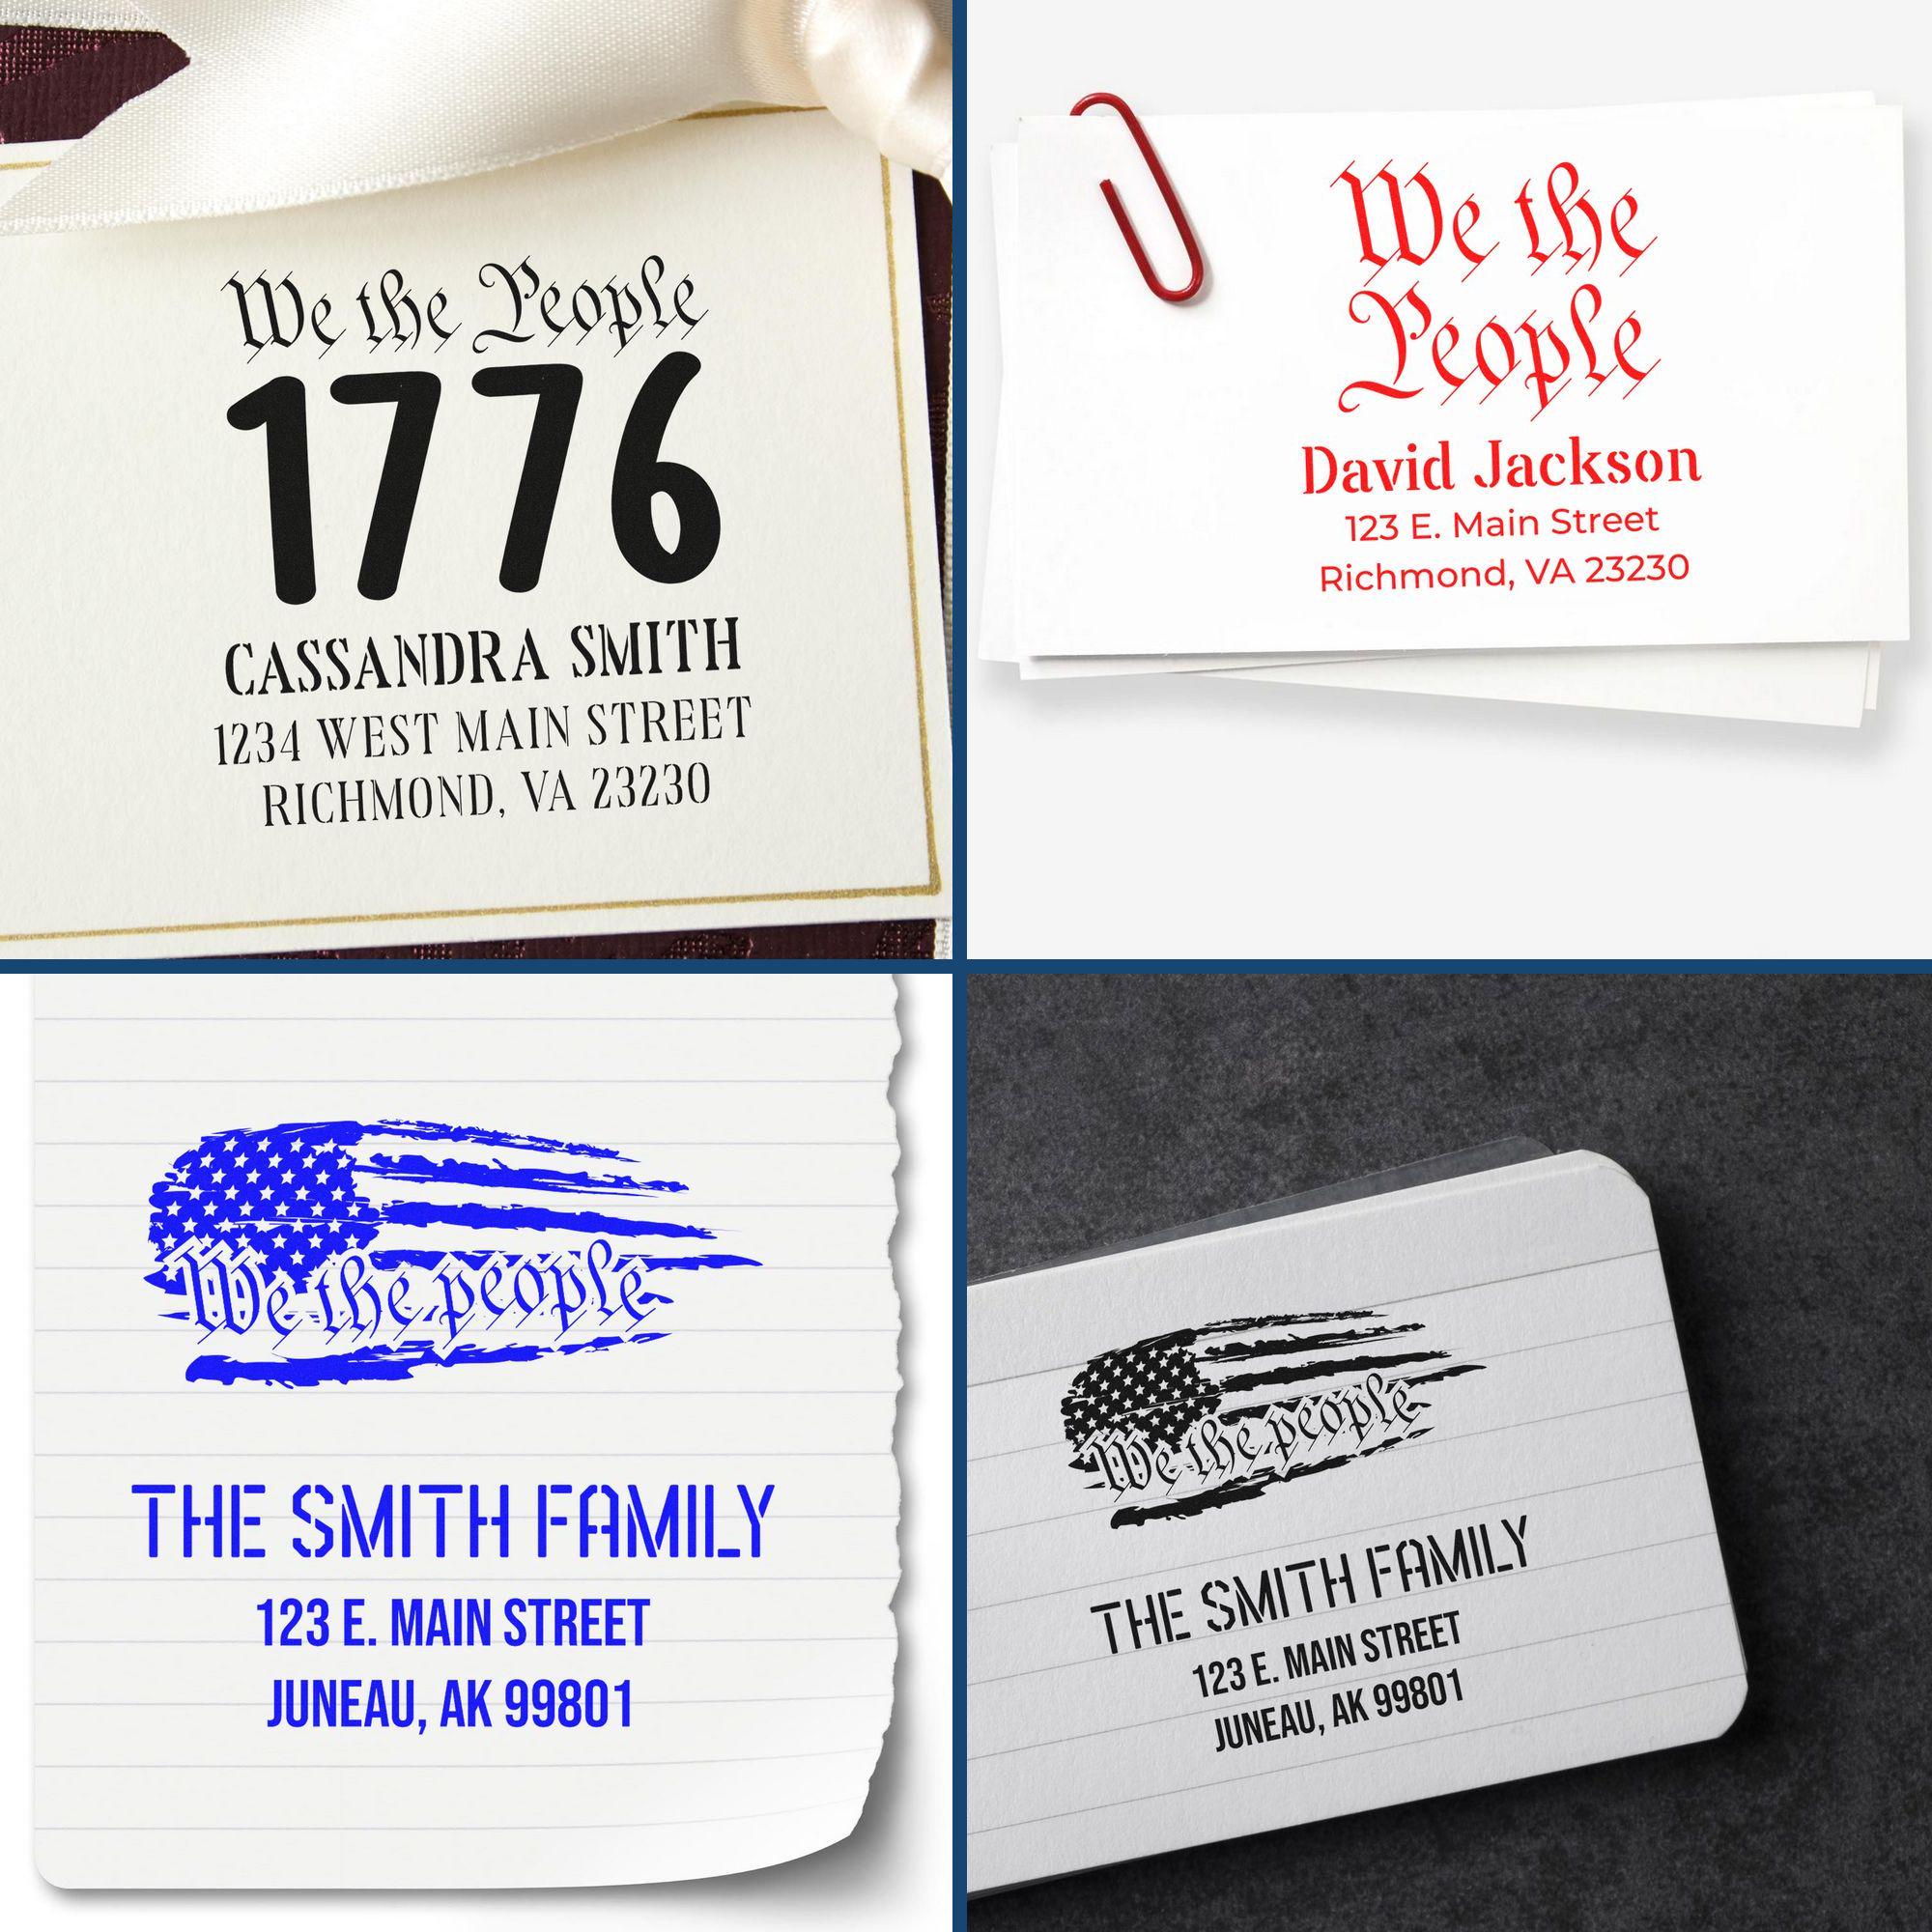 We the People
1776
CASSANDRA SMITH
1234 WEST MAIN STREET
RICHMOND, VA 23230
We the
People
David Jackson
123 E. Main Street
Richmond, VA 23230
We the people
THE SMITH FAMILY
123 E. MAIN STREET
JUNEAU, AK 99801
We the people
THE SMITH FAMILY
123 E. MAIN STREET
JUNEAU, AK 99801